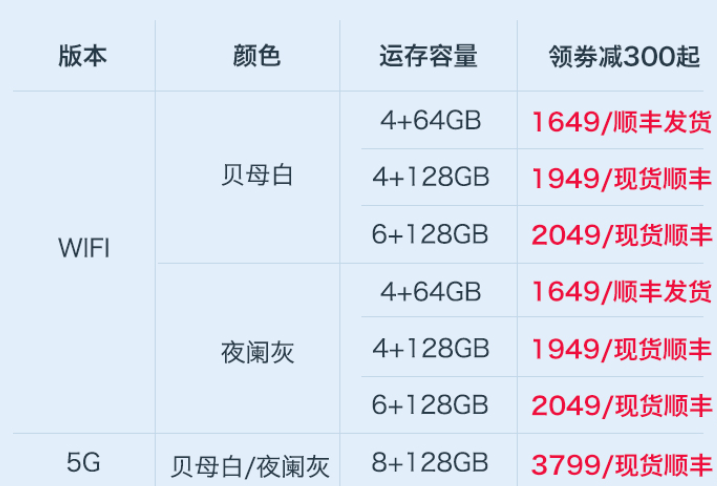 版本 颜色 运存容量 领券减300起
4+64GB 1649/顺丰发货
贝母白 4+128GB 1949/现货顺丰
6+128GB 2049/现货顺丰
WIFI
4+64GB 1649/顺丰发货
夜阑灰 4+128GB 1949/现货顺丰
6+128GB 2049/现货顺丰
5G 贝母白/夜阑灰 8+128GB 3799/现货顺丰